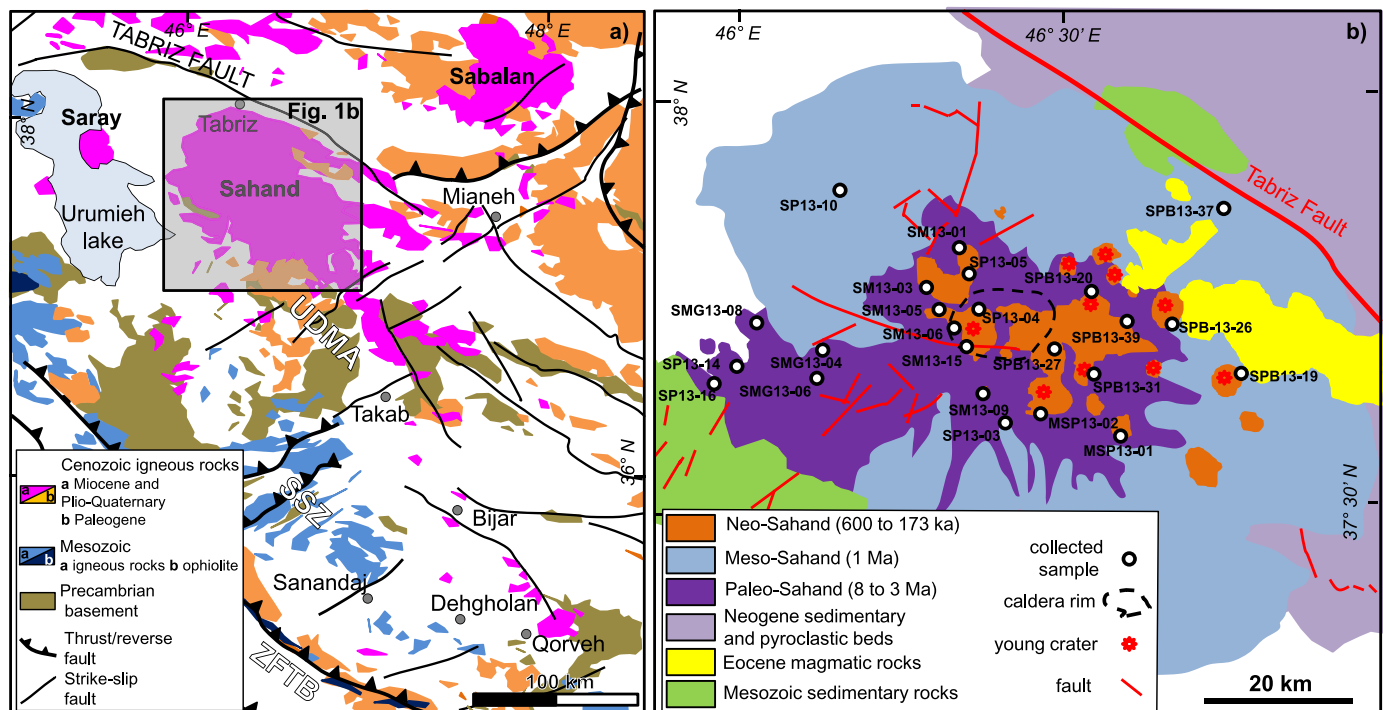 46° E
48° E
a)
TABRIZ FAULT
Sabalan
Fig. 1b
38° N
Saray
Tabriz
Sahand
Mianeh
Urumieh
lake
UDMA
Takab
36° N
SSZ
Bijar
Sanandaj
Dehgholan
Qorveh
ZFTB
100 km
Cenozoic igneous rocks
a Miocene and
Plio-Quaternary
b Paleogene
a
b
Mesozoic
a igneous rocks b ophiolite
a
b
Precambrian
basement
Thrust/reverse
fault
Strike-slip
fault
46° E
46° 30' E
b)
38° N
Tabriz Fault
SP13-10
SPB13-37
SM13-01
SP13-05
SPB13-20
SM13-03
SMG13-08
SM13-05
SP13-04
SM13-06
SPB13-39
SPB-13-26
SM13-15
SPB13-27
SP13-14
SMG13-04
SPB13-31
SPB13-19
SP13-16
SMG13-06
SM13-09
MSP13-02
SP13-03
MSP13-01
37° 30' N
Neo-Sahand (600 to 173 ka)
Meso-Sahand (1 Ma)
Paleo-Sahand (8 to 3 Ma)
Neogene sedimentary
and pyroclastic beds
Eocene magmatic rocks
Mesozoic sedimentary rocks
collected
sample
caldera rim
young crater
fault
20 km